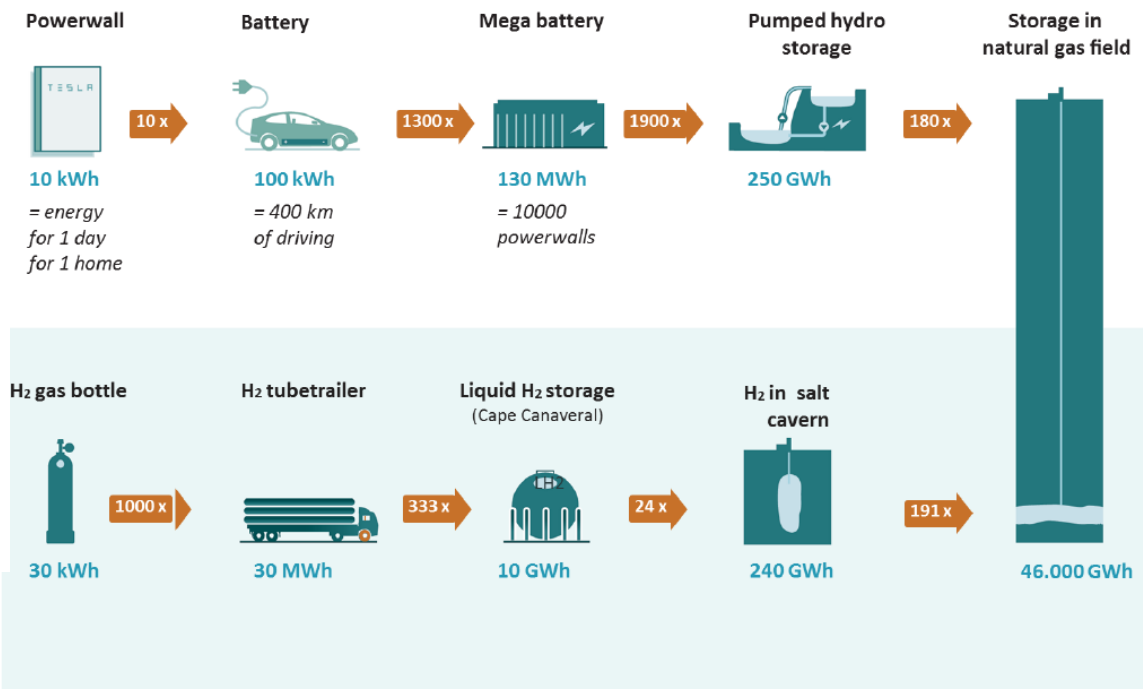 Powerwall
Battery
Mega battery
Pumped hydro
storage
Storage in
natural gas field
TESLA
10 x
1300 x
1900 x
180 x
10 kWh
100 kWh
130 MWh
250 GWh
= energy
for 1 day
for 1 home
= 400 km
of driving
= 10000
powerwalls
H₂ gas bottle
H₂ tubetrailer
Liquid H₂ storage
(Cape Canaveral)
H₂ in salt
cavern
LH2
1000 x
333 x
24 x
191 x
30 kWh
30 MWh
10 GWh
240 GWh
46.000 GWh